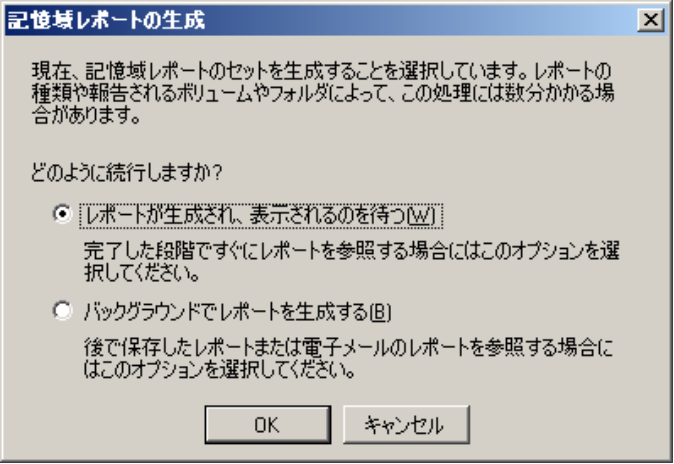 記憶域レポートの生成
現在、記憶域レポートのセットを生成することを選択しています。レポートの
種類や報告されるボリュームやフォルダによって、この処理には数分かかる場
合があります。
どのように続行しますか?
レポートが生成され、表示されるのを待つ(W)
完了した段階ですぐにレポートを参照する場合にはこのオプションを選
択してください。
バックグラウンドでレポートを生成する(B)
後で保存したレポートまたは電子メールのレポートを参照する場合に
はこのオプションを選択してください。
OK
キャンセル